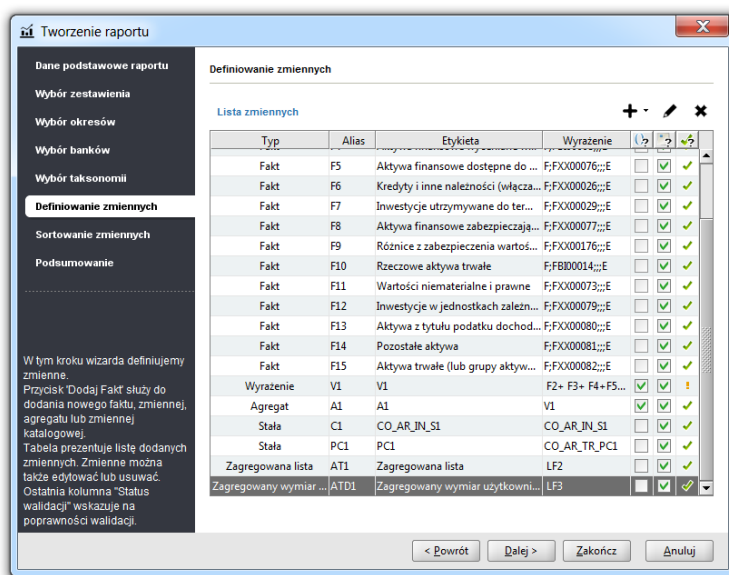 Tworzenie raportu
Dane podstawowe raportu
Wybór zestawienia
Wybór okresów
Wybór banków
Wybór taksonomii
Definiowanie zmiennych
Sortowanie zmiennych
Podsumowanie
W tym kroku wizarda definiujemy
zmienne.
Przycisk 'Dodaj Fakt' służy do
dodania nowego faktu, zmiennej,
agregatu lub zmiennej
katalogowej.
Tabela prezentuje listę dodanych
zmiennych. Zmienne można
także edytować lub usuwać.
Ostatnia kolumna "Status
walidacji" wskazuje na
poprawności walidacji.
Definiowanie zmiennych
Lista zmiennych
Typ Alias Etykieta Wyrażenie
Fakt F5 Aktywa finansowe dostępne do ... F;FXX00076;;;E
Fakt F6 Kredyty i inne należności (włącza... F;FXX00026;;;E
Fakt F7 Inwestycje utrzymywane do ter... F;FXX00029;;;E
Fakt F8 Aktywa finansowe zabezpieczają... F;FXX00077;;;E
Fakt F9 Różnice z zabezpieczenia wartoś... F;FXX00176;;;E
Fakt F10 Rzeczowe aktywa trwałe F;FBI00014;;;E
Fakt F11 Wartości niematerialne i prawne F;FXX00073;;;E
Fakt F12 Inwestycje w jednostkach zależn... F;FXX00079;;;E
Fakt F13 Aktywa z tytułu podatku dochod... F;FXX00080;;;E
Fakt F14 Pozostałe aktywa F;FXX00081;;;E
Fakt F15 Aktywa trwałe (lub grupy aktyw... F;FXX00082;;;E
Wyrażenie V1 V1 F2+ F3+ F4+F5...
Agregat A1 A1 V1
Stała C1 CO_AR_IN_S1 CO_AR_IN_S1
Stała PC1 PC1 CO_AR_TR_PC1
Zagregowana lista AT1 Zagregowana lista LF2
Zagregowany wymiar ... ATD1 Zagregowany wymiar użytkowni... LF3
< Powrót Dalej > Zakończ Anuluj